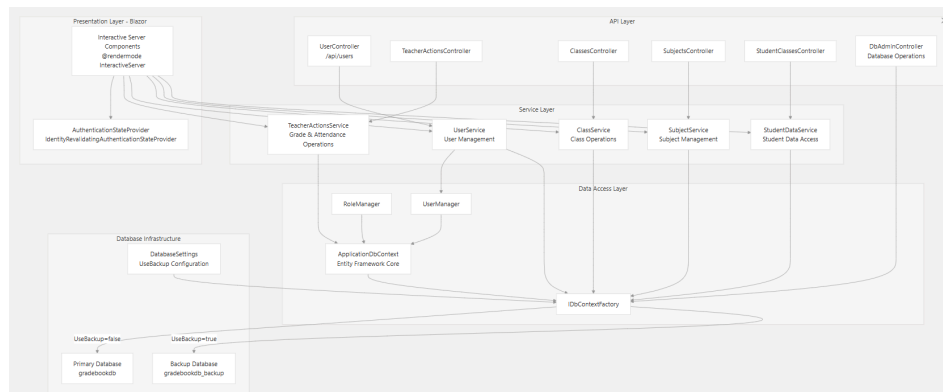 Presentation Layer - Blazor
API Layer
Interactive Server
Components
@rendermode
InteractiveServer
UserController
/api/users
TeacherActionsController
ClassesController
SubjectsController
StudentClassesController
DbAdminController
Database Operations
Service Layer
AuthenticationStateProvider
IdentityRevalidatingAuthenticationStateProvider
TeacherActionsService
Grade & Attendance
Operations
UserService
User Management
ClassService
Class Operations
SubjectService
Subject Management
StudentDataService
Student Data Access
Data Access Layer
RoleManager
UserManager
Database Infrastructure
DatabaseSettings
UseBackup Configuration
ApplicationDbContext
Entity Framework Core
IDbContextFactory
UseBackup=false
UseBackup=true
Primary Database
gradebookdb
Backup Database
gradebookdb_backup